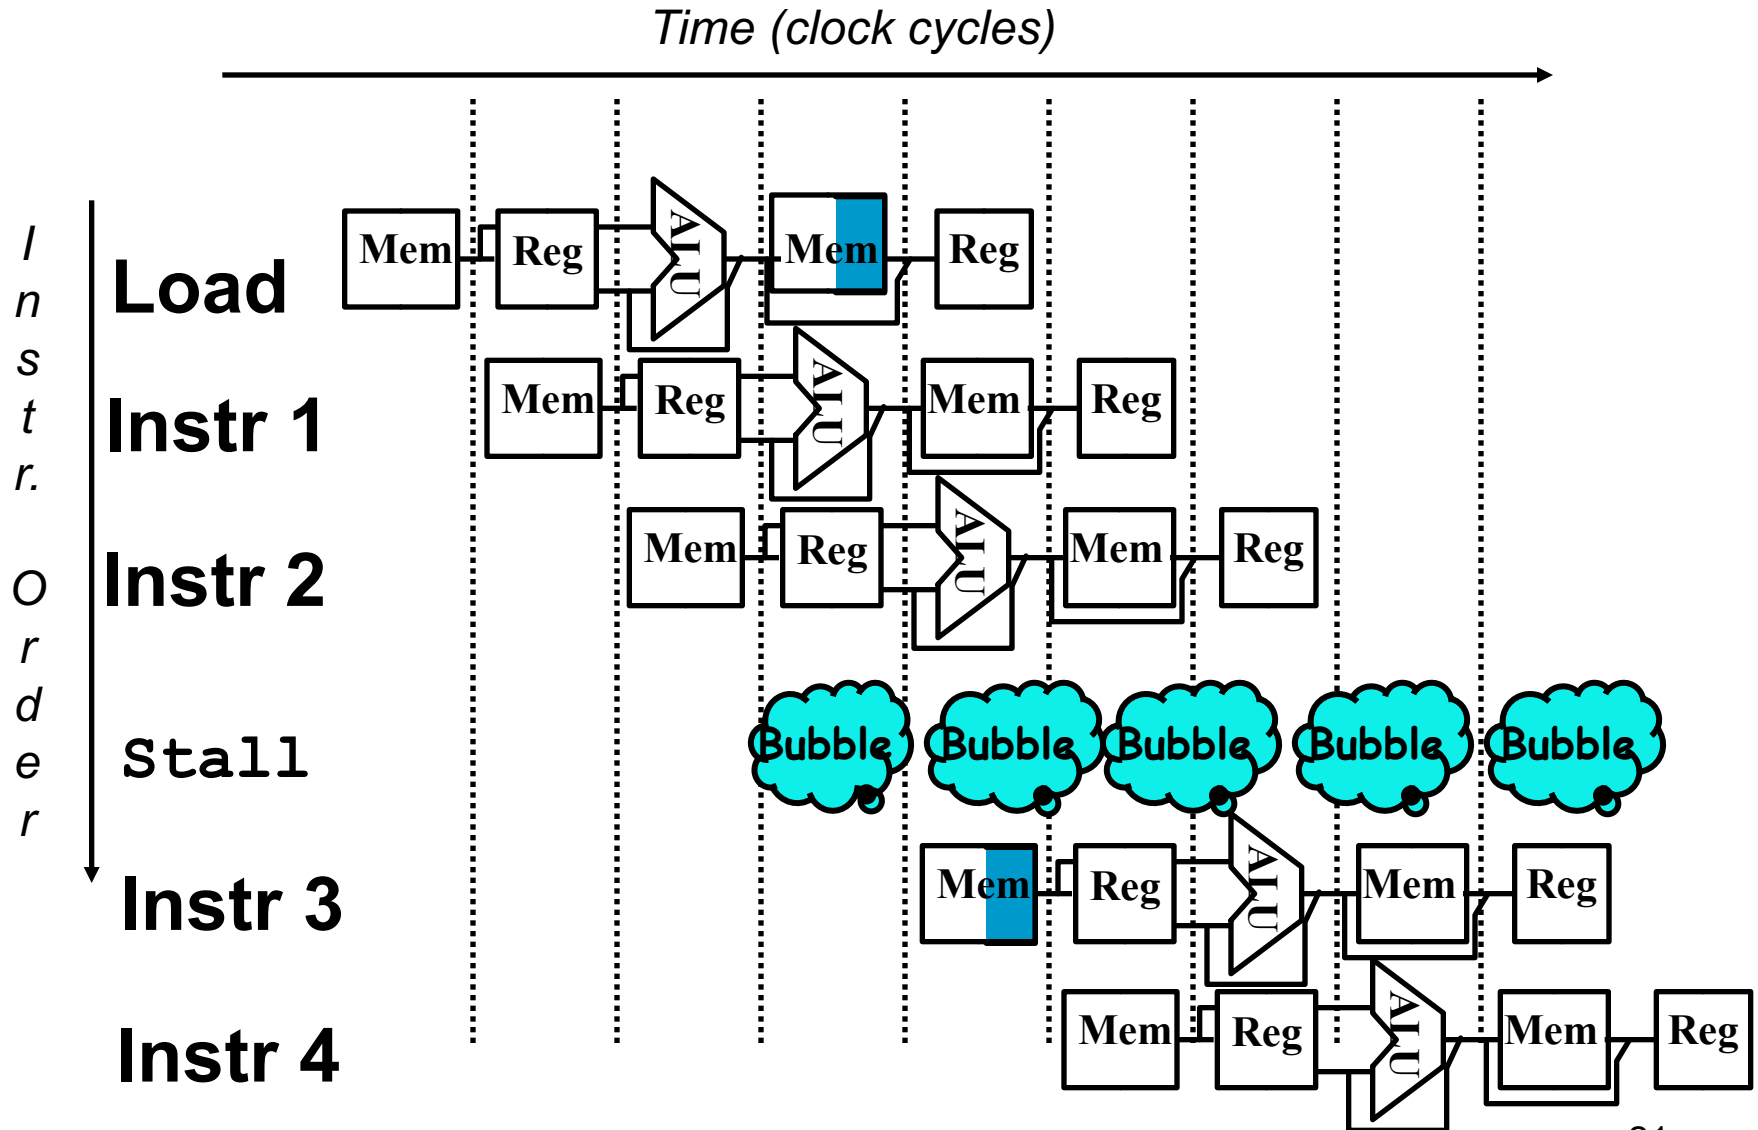 Time (clock cycles)
Instr. Order
Load
Mem Reg ALU Mem Reg
Instr 1
Mem Reg ALU Mem Reg
Instr 2
Mem Reg ALU Mem Reg
Stall
Bubble Bubble Bubble Bubble Bubble
Instr 3
Mem Reg ALU Mem Reg
Instr 4
Mem Reg ALU Mem Reg